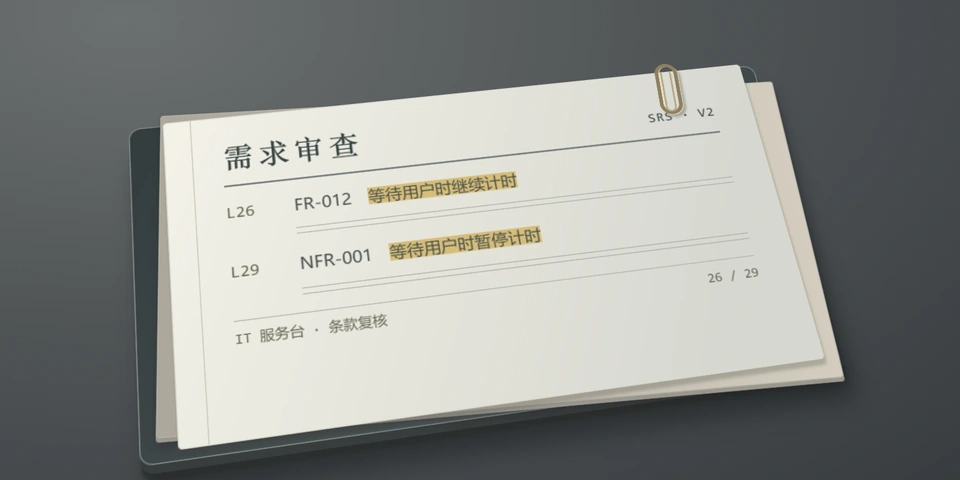 SRS · V2
需求审查
L26 FR-012 等待用户时继续计时
L29 NFR-001 等待用户时暂停计时
26 / 29
IT 服务台 · 条款复核